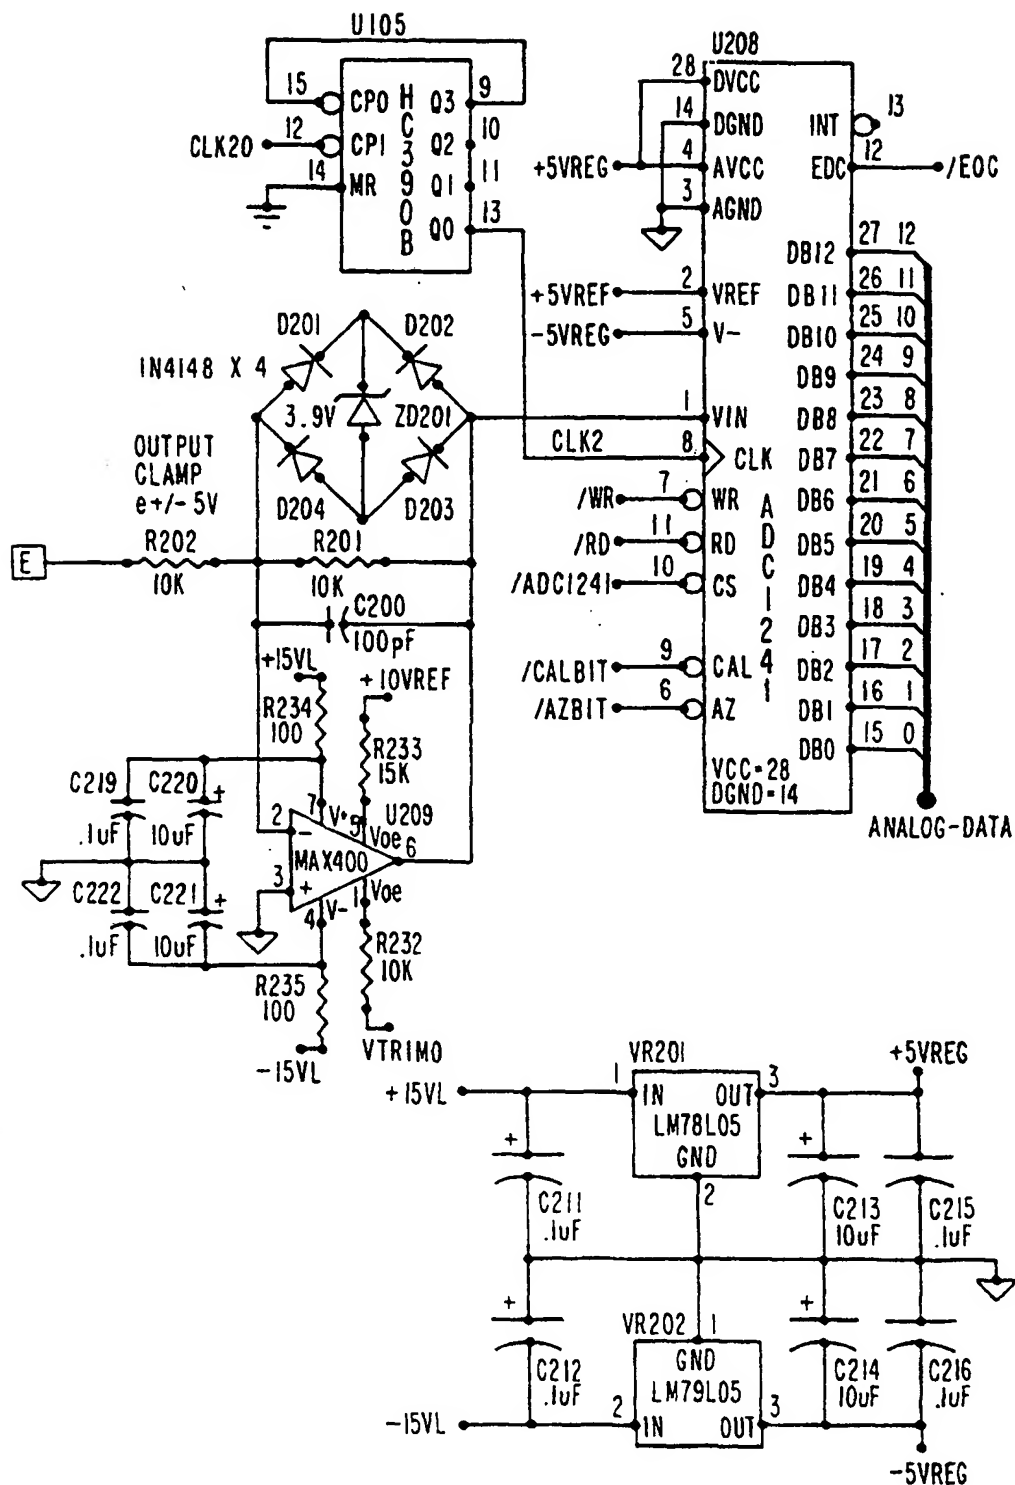 U105
15
CP0
HC390B
Q3
9
Q2
10
CLK20
12
CP1
Q1
11
14
MR
Q0
13
U208
28
DVCC
14
DGND
INT
13
+5VREG
4
AVCC
EDC
12
/EOC
3
AGND
DB12
27
12
+5VREF
2
VREF
DB11
26
11
-5VREG
5
V-
DB10
25
10
DB9
24
9
1
VIN
DB8
23
8
CLK2
8
CLK
DB7
22
7
/WR
7
WR
DB6
21
6
/RD
11
RD
DB5
20
5
/ADC1241
10
CS
DB4
19
4
DB3
18
3
/CALBIT
9
CAL
DB2
17
2
/AZBIT
6
AZ
DB1
16
1
DB0
15
0
ADC1241
VCC=28
DGND=14
ANALOG-DATA
D201
D202
1N4148 X 4
3.9V
ZD201
OUTPUT
CLAMP
e+/-5V
D204
D203
E
R202
10K
R201
10K
C200
100pF
+15VL
+10VREF
R234
100
R233
15K
C219
.1uF
C220
+
10uF
7
V+
5
Voe
U209
2
-
MAX400
6
3
+
4
V-
1
Voe
C222
.1uF
C221
+
10uF
R232
10K
R235
100
-15VL
VTRIM0
VR201
+15VL
1
IN
OUT
3
+5VREG
LM78L05
GND
2
+
C211
.1uF
+
C213
10uF
C215
.1uF
VR202
1
GND
LM79L05
+
C212
.1uF
+
C214
10uF
C216
.1uF
-15VL
2
IN
OUT
3
-5VREG